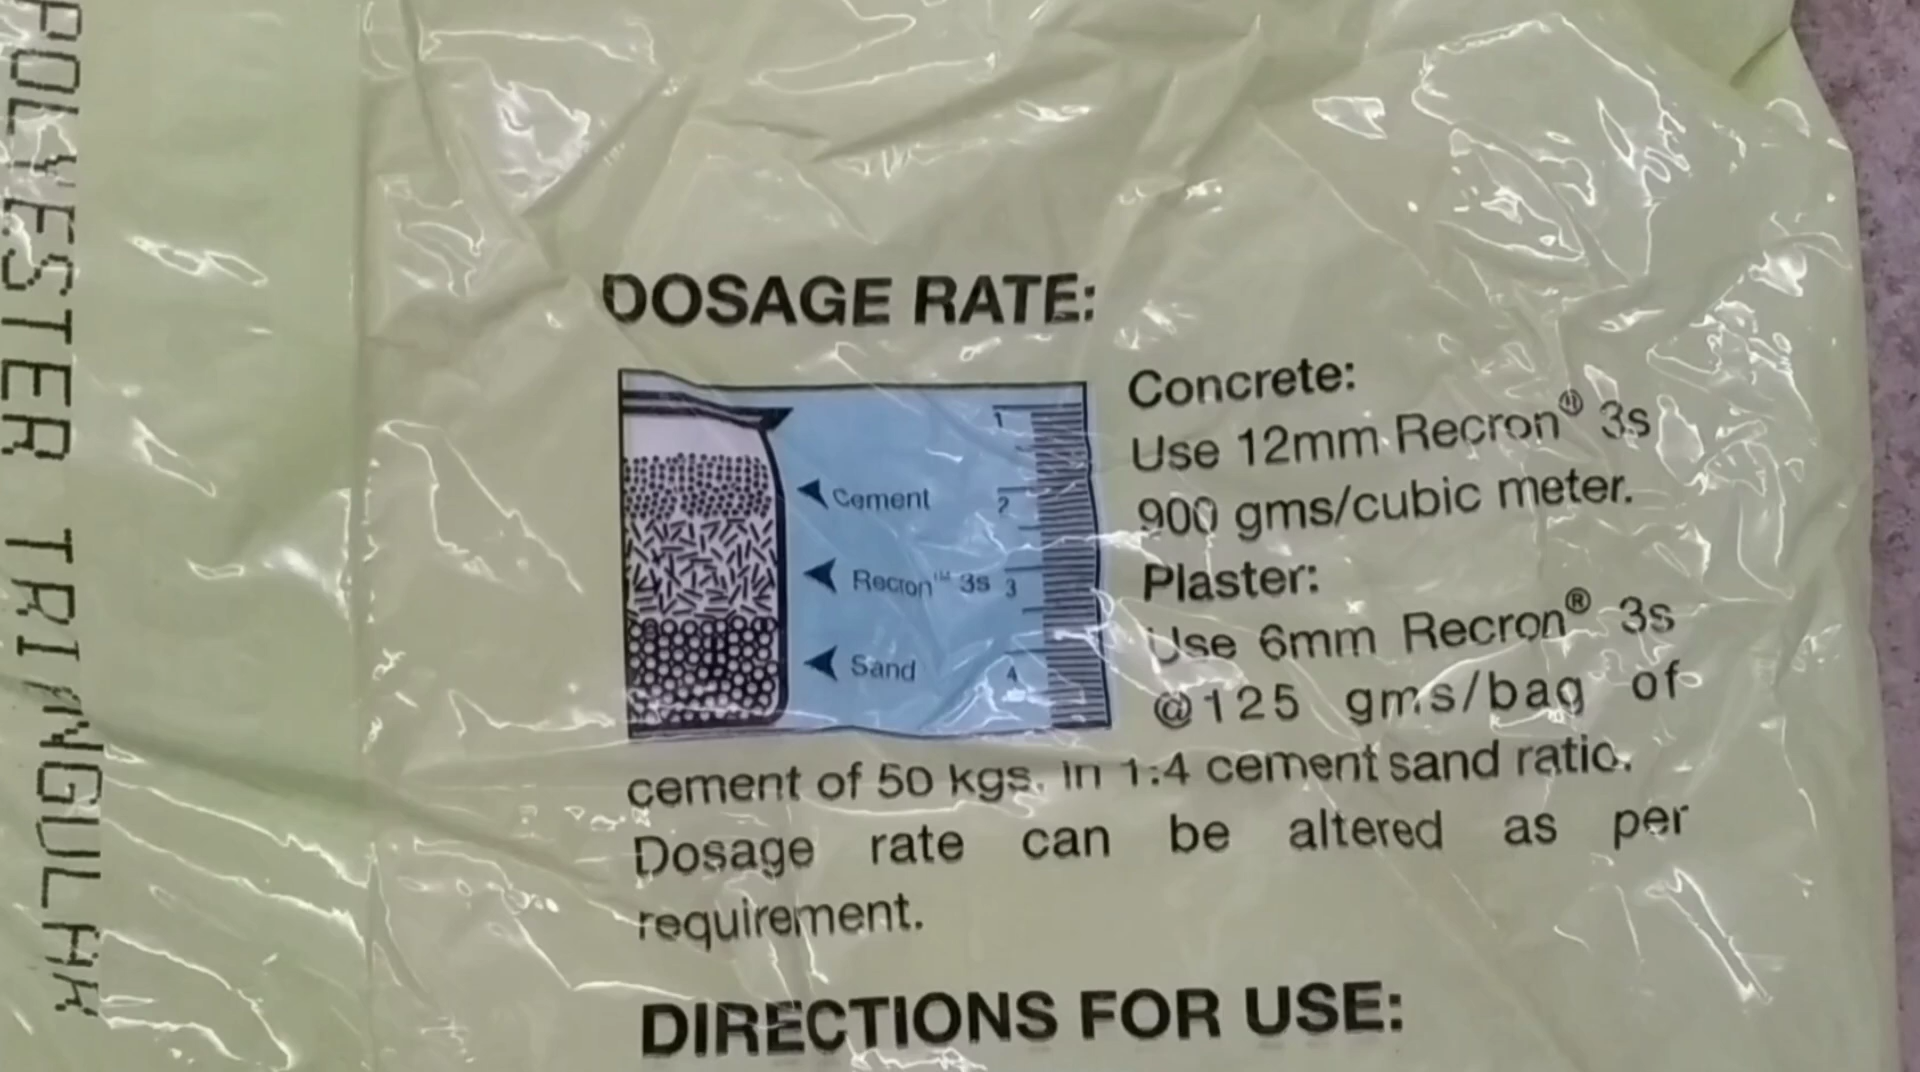 POLYESTER TRIANGULAR
DOSAGE RATE:
Cement
Recron™ 3s
Sand
1
2
3
4
Concrete:
Use 12mm Recron® 3s
900 gms/cubic meter.
Plaster:
Use 6mm Recron® 3s
@125 gms/bag of
cement of 50 kgs. in 1:4 cement sand ratio.
Dosage rate can be altered as per
requirement.
DIRECTIONS FOR USE: